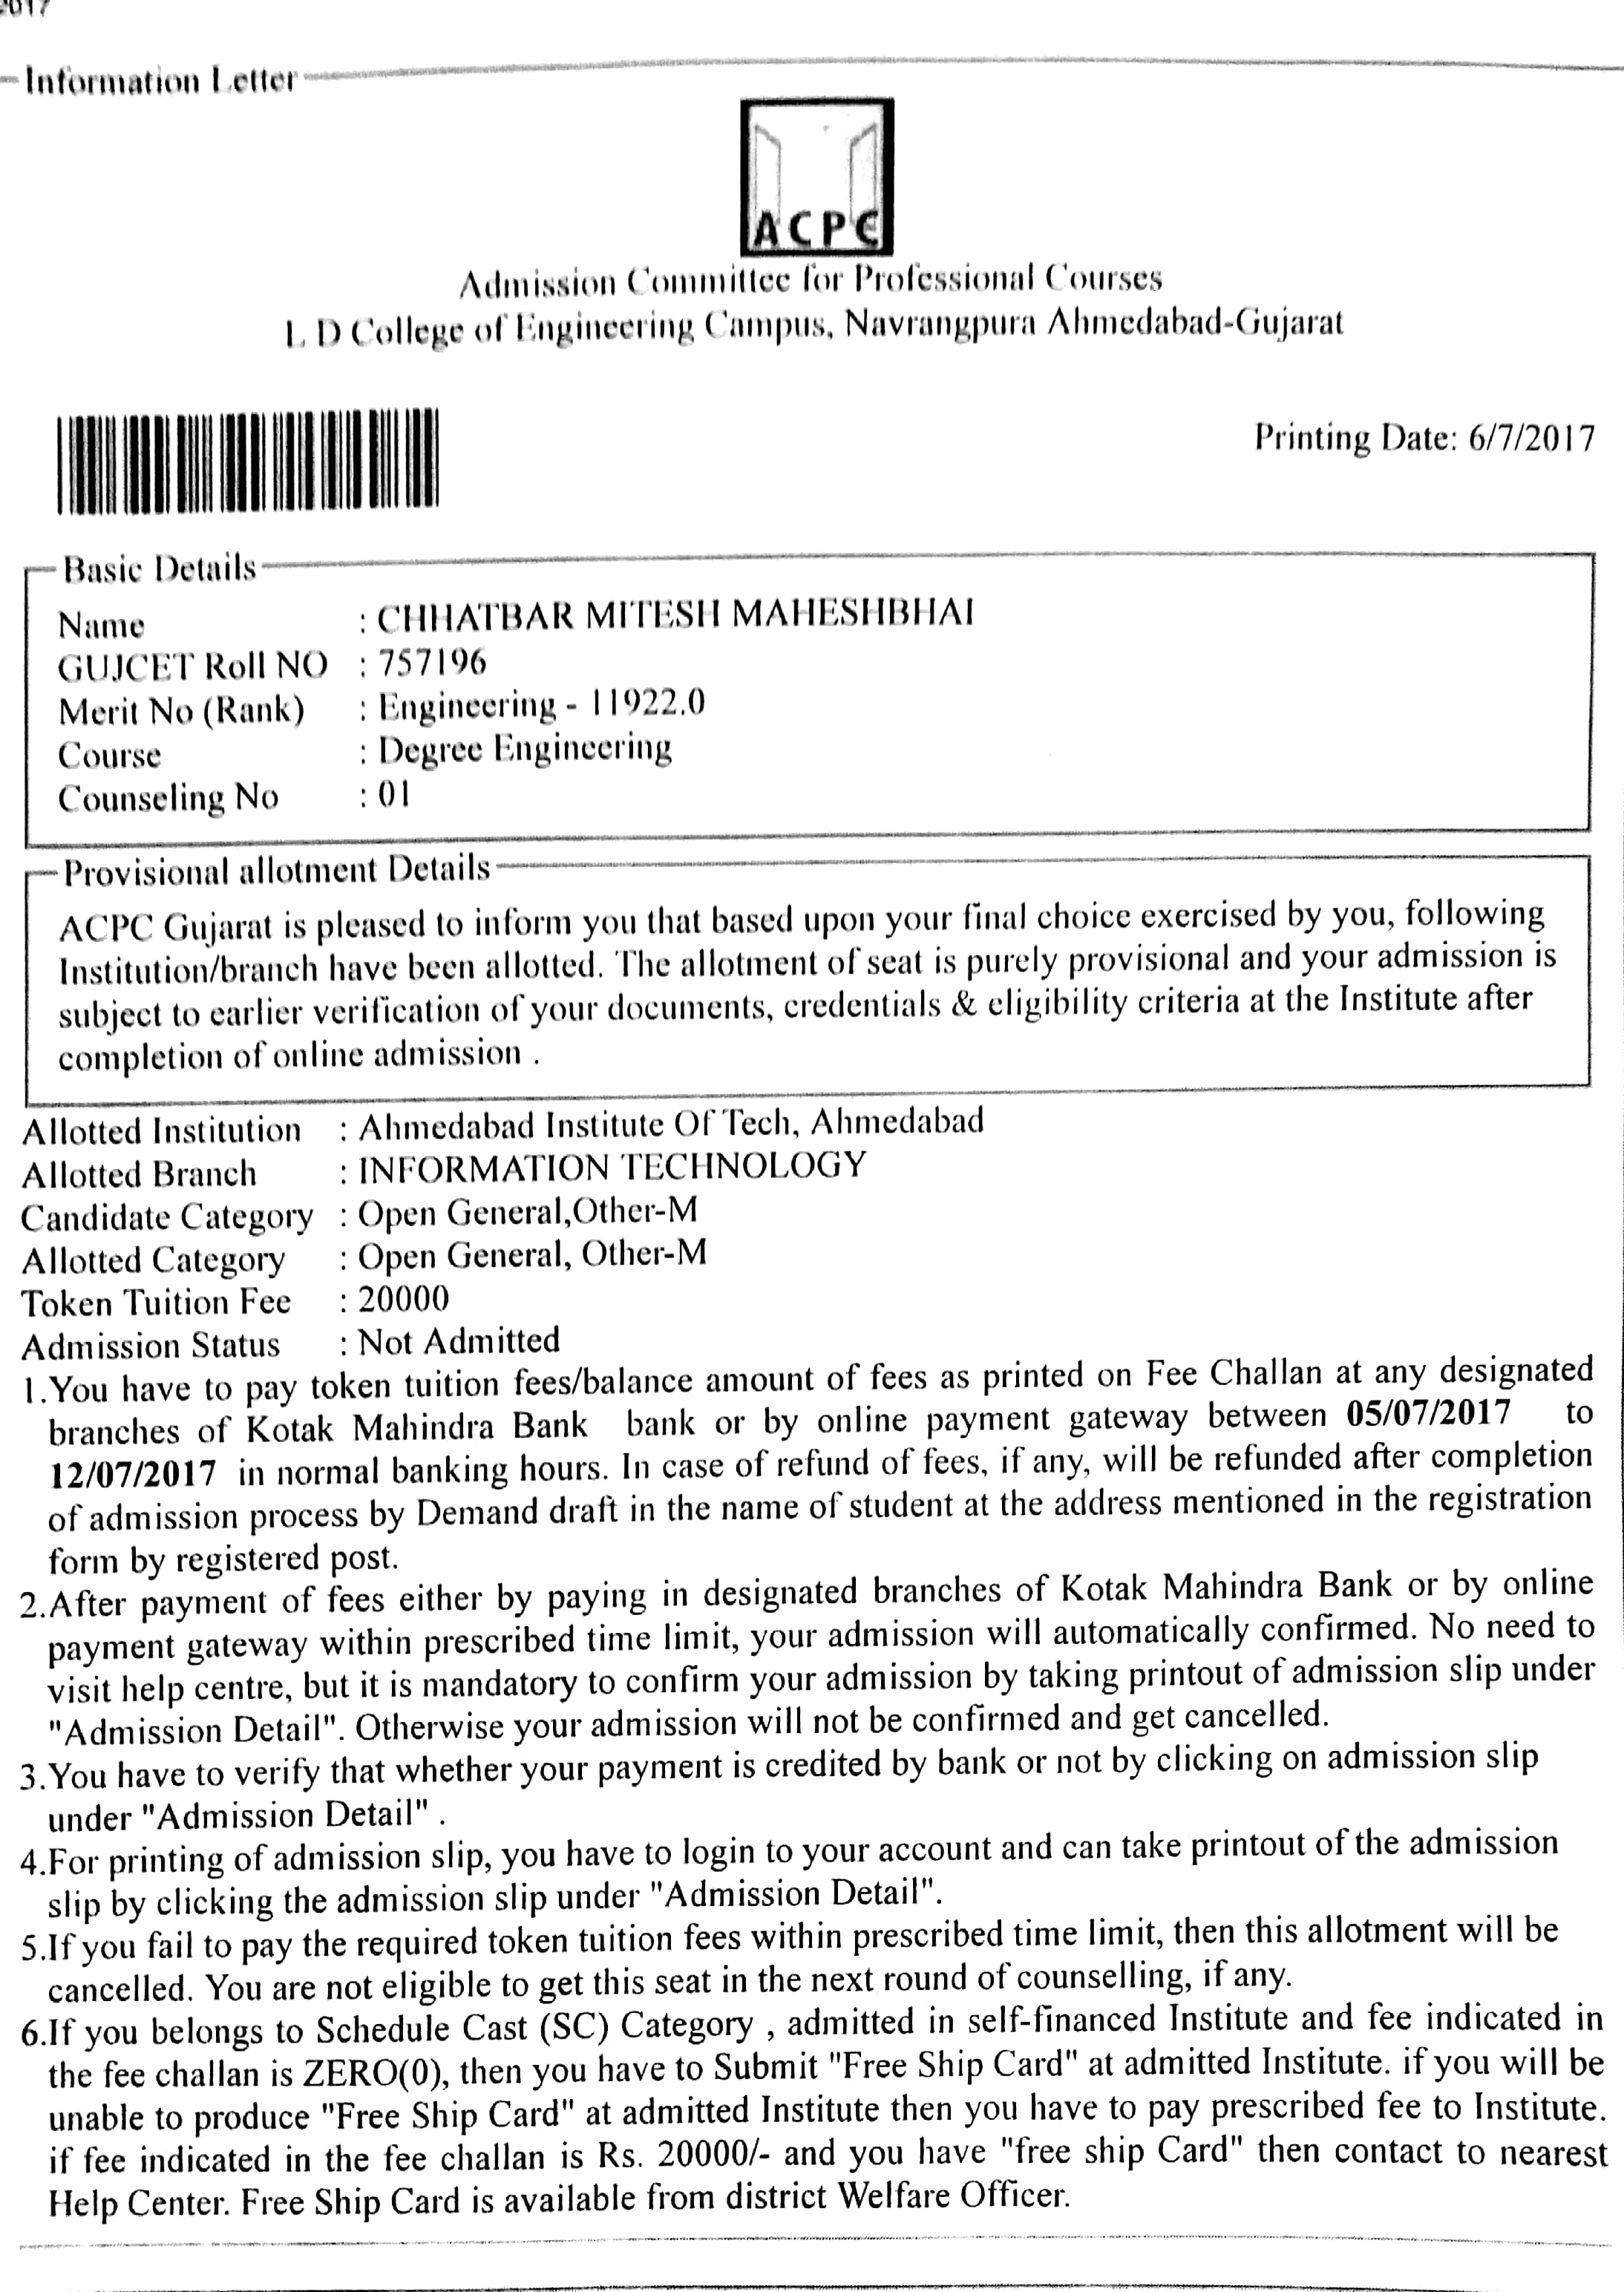 2017
Information Letter
ACPC
Admission Committee for Professional Courses
L D College of Engineering Campus, Navrangpura Ahmedabad-Gujarat
Printing Date: 6/7/2017
Basic Details
Name : CHHATBAR MITESH MAHESHBHAI
GUJCET Roll NO : 757196
Merit No (Rank) : Engineering - 11922.0
Course : Degree Engineering
Counseling No : 01
Provisional allotment Details
ACPC Gujarat is pleased to inform you that based upon your final choice exercised by you, following
Institution/branch have been allotted. The allotment of seat is purely provisional and your admission is
subject to earlier verification of your documents, credentials & eligibility criteria at the Institute after
completion of online admission .
Allotted Institution : Ahmedabad Institute Of Tech, Ahmedabad
Allotted Branch : INFORMATION TECHNOLOGY
Candidate Category : Open General,Other-M
Allotted Category : Open General, Other-M
Token Tuition Fee : 20000
Admission Status : Not Admitted
1.You have to pay token tuition fees/balance amount of fees as printed on Fee Challan at any designated
branches of Kotak Mahindra Bank bank or by online payment gateway between 05/07/2017 to
12/07/2017 in normal banking hours. In case of refund of fees, if any, will be refunded after completion
of admission process by Demand draft in the name of student at the address mentioned in the registration
form by registered post.
2.After payment of fees either by paying in designated branches of Kotak Mahindra Bank or by online
payment gateway within prescribed time limit, your admission will automatically confirmed. No need to
visit help centre, but it is mandatory to confirm your admission by taking printout of admission slip under
"Admission Detail". Otherwise your admission will not be confirmed and get cancelled.
3.You have to verify that whether your payment is credited by bank or not by clicking on admission slip
under "Admission Detail" .
4.For printing of admission slip, you have to login to your account and can take printout of the admission
slip by clicking the admission slip under "Admission Detail".
5.If you fail to pay the required token tuition fees within prescribed time limit, then this allotment will be
cancelled. You are not eligible to get this seat in the next round of counselling, if any.
6.If you belongs to Schedule Cast (SC) Category , admitted in self-financed Institute and fee indicated in
the fee challan is ZERO(0), then you have to Submit "Free Ship Card" at admitted Institute. if you will be
unable to produce "Free Ship Card" at admitted Institute then you have to pay prescribed fee to Institute.
if fee indicated in the fee challan is Rs. 20000/- and you have "free ship Card" then contact to nearest
Help Center. Free Ship Card is available from district Welfare Officer.